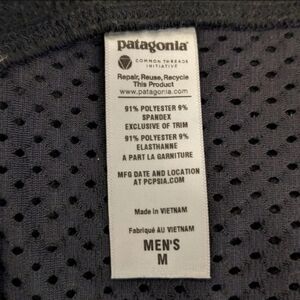 patagonia
COMMON THREADS
INITIATIVE
Repair, Reuse, Recycle
This Product
www.patagonia.com
91% POLYESTER 9%
SPANDEX
EXCLUSIVE OF TRIM
91% POLYESTER 9%
ELASTHANNE
A PART LA GARNITURE
MFG DATE AND LOCATION
AT PCPSIA.COM
Made in VIETNAM
Fabriqué AU VIETNAM
MEN'S
M